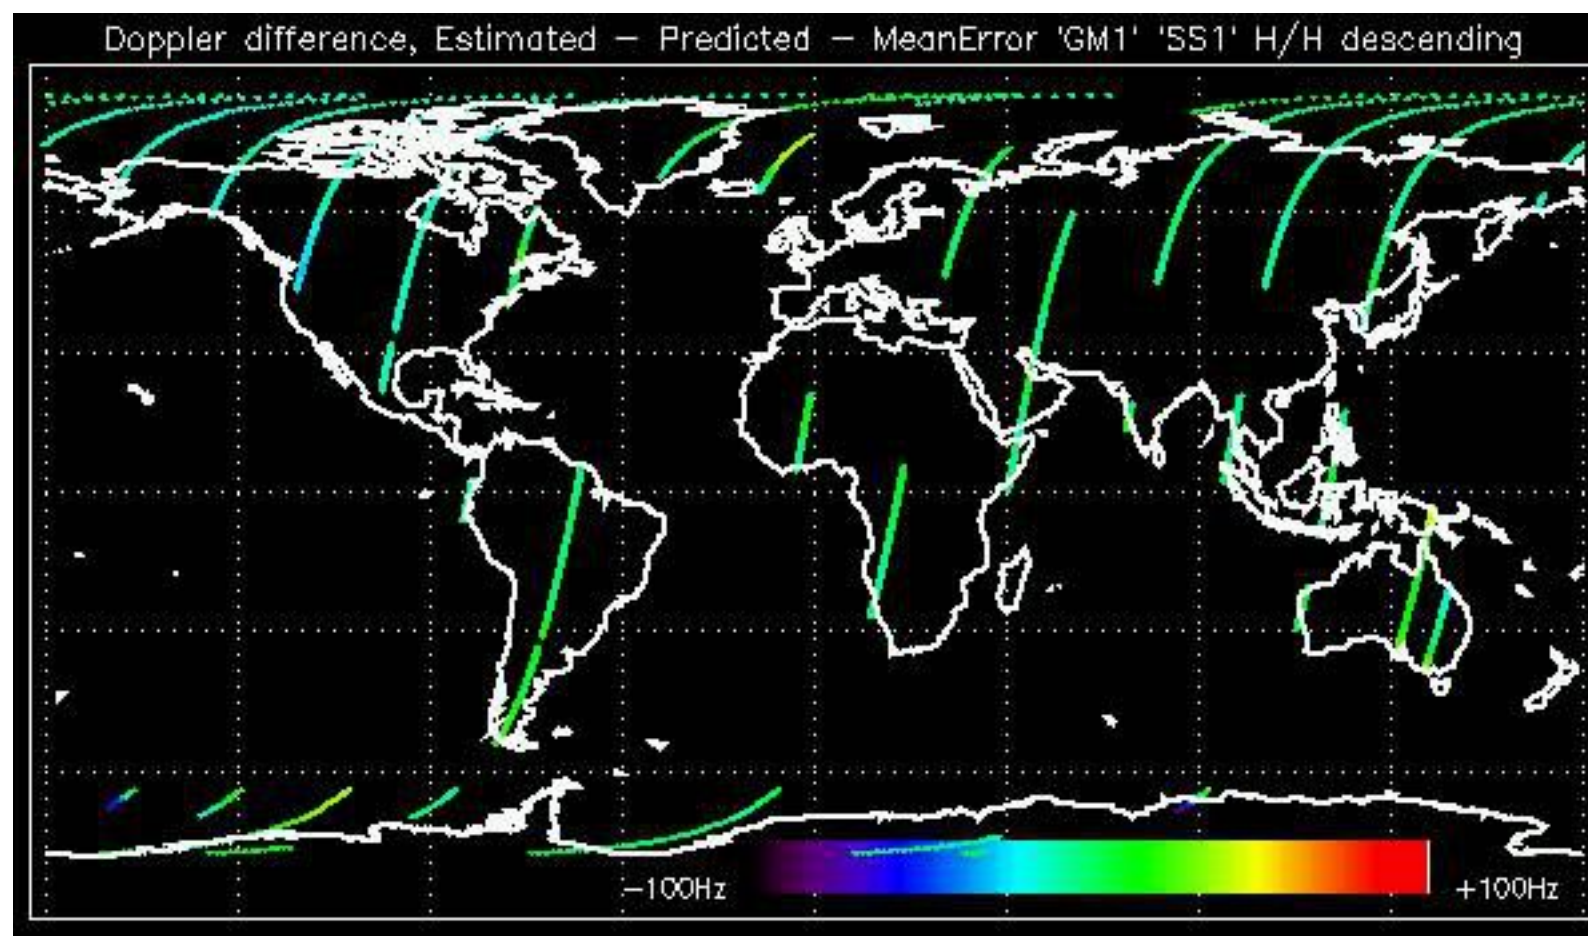 Doppler difference, Estimated – Predicted – MeanError 'GM1' 'SS1' H/H descending
-100Hz +100Hz